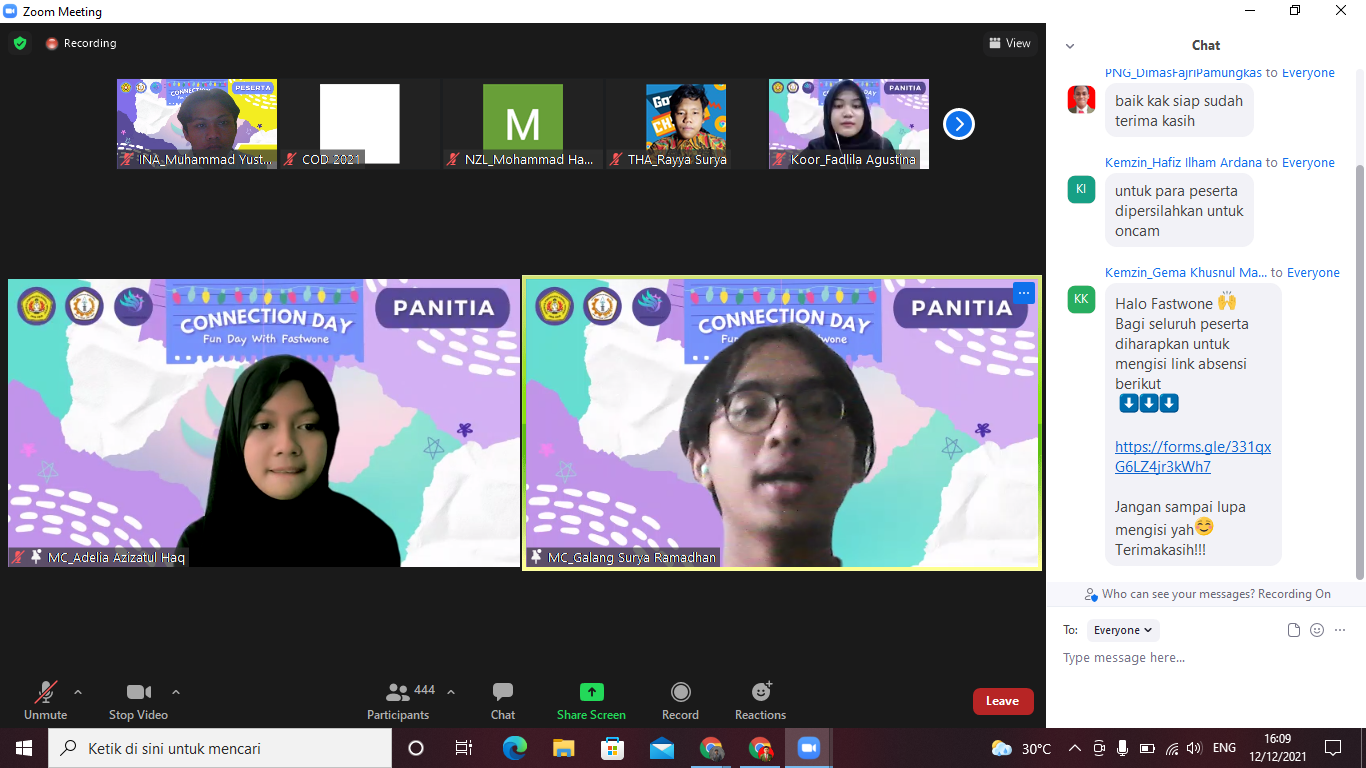 Zoom Meeting
Recording
View
CONNECTION
PESERTA
INA_Muhammad Yust...
COD 2021
M
NZL_Mohammad Ha...
THA_Rayya Surya
PANITIA
Koor_Fadlila Agustina
CONNECTION DAY
Fun Day With Fastwone
PANITIA
MC_Adelia Azizatul Haq
CONNECTION DAY
PANITIA
MC_Galang Surya Ramadhan
Unmute
Stop Video
444
Participants
Chat
Share Screen
Record
Reactions
Leave
Chat
PNG_DimasFajriPamungkas to Everyone
baik kak siap sudah
terima kasih
Kemzin_Hafiz Ilham Ardana to Everyone
KI
untuk para peserta
dipersilahkan untuk
oncam
Kemzin_Gema Khusnul Ma... to Everyone
KK
Halo Fastwone 🙌
Bagi seluruh peserta
diharapkan untuk
mengisi link absensi
berikut
⬇⬇⬇
https://forms.gle/331qx
G6LZ4jr3kWh7
Jangan sampai lupa
mengisi yah😊
Terimakasih!!!
Who can see your messages? Recording On
To: Everyone
Type message here...
Ketik di sini untuk mencari
30°C
ENG
16:09
12/12/2021